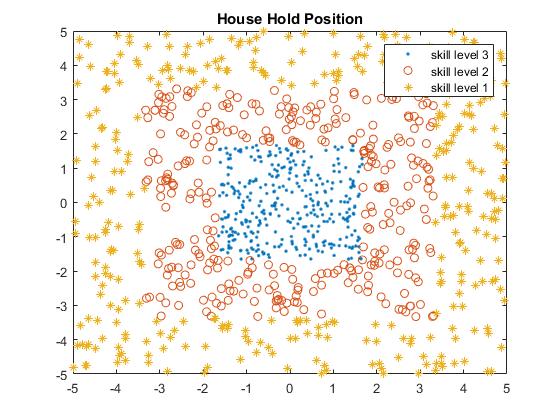 House Hold Position
5
4
3
2
1
0
-1
-2
-3
-4
-5
skill level 3
skill level 2
skill level 1
-5 -4 -3 -2 -1 0 1 2 3 4 5